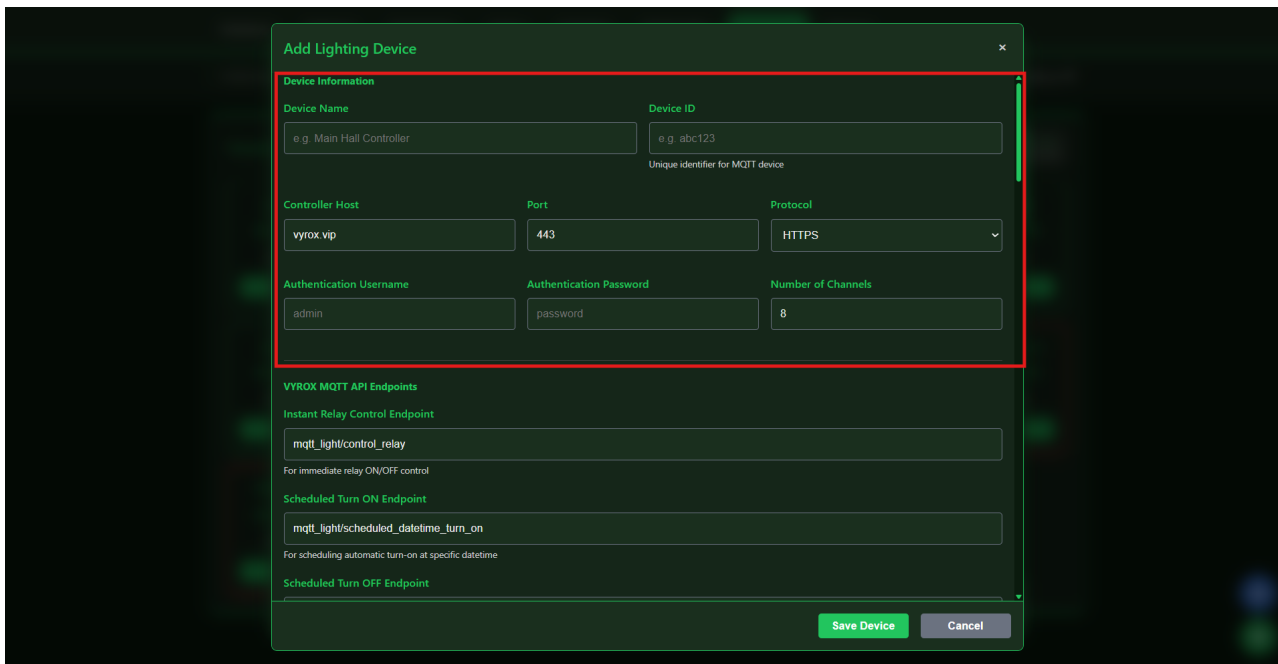 Add Lighting Device ×
Device Information
Device Name Device ID
e.g. Main Hall Controller e.g. abc123
Unique identifier for MQTT device
Controller Host Port Protocol
vyrox.vip 443 HTTPS
Authentication Username Authentication Password Number of Channels
admin password 8
VYROX MQTT API Endpoints
Instant Relay Control Endpoint
mqtt_light/control_relay
For immediate relay ON/OFF control
Scheduled Turn ON Endpoint
mqtt_light/scheduled_datetime_turn_on
For scheduling automatic turn-on at specific datetime
Scheduled Turn OFF Endpoint
Save Device Cancel